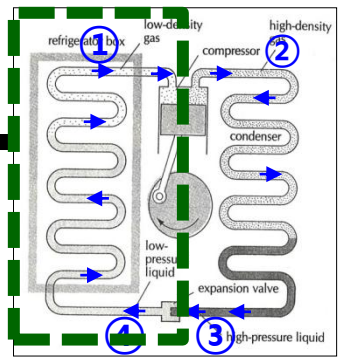 low-density
gas
refrigerator box
1
compressor
high-density
gas
2
condenser
low-
pressure
liquid
expansion valve
4
3
high-pressure liquid